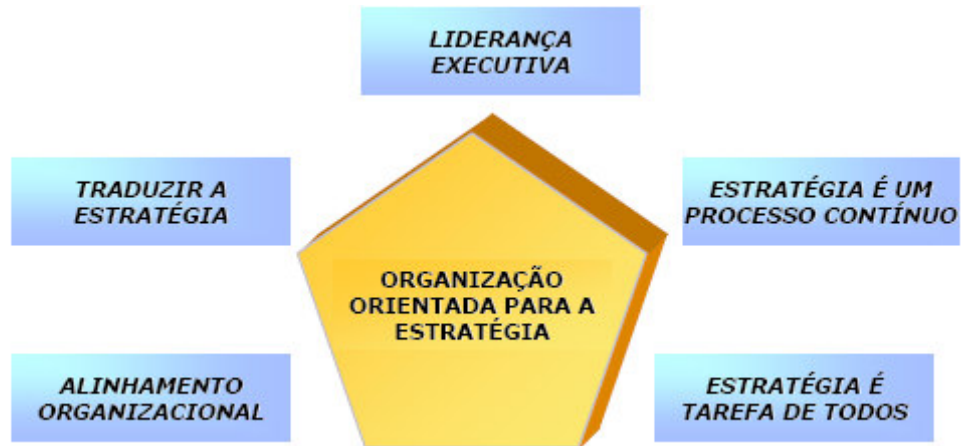 LIDERANÇA
EXECUTIVA
TRADUZIR A
ESTRATÉGIA
ESTRATÉGIA É UM
PROCESSO CONTÍNUO
ORGANIZAÇÃO
ORIENTADA PARA A
ESTRATÉGIA
ALINHAMENTO
ORGANIZACIONAL
ESTRATÉGIA É
TAREFA DE TODOS